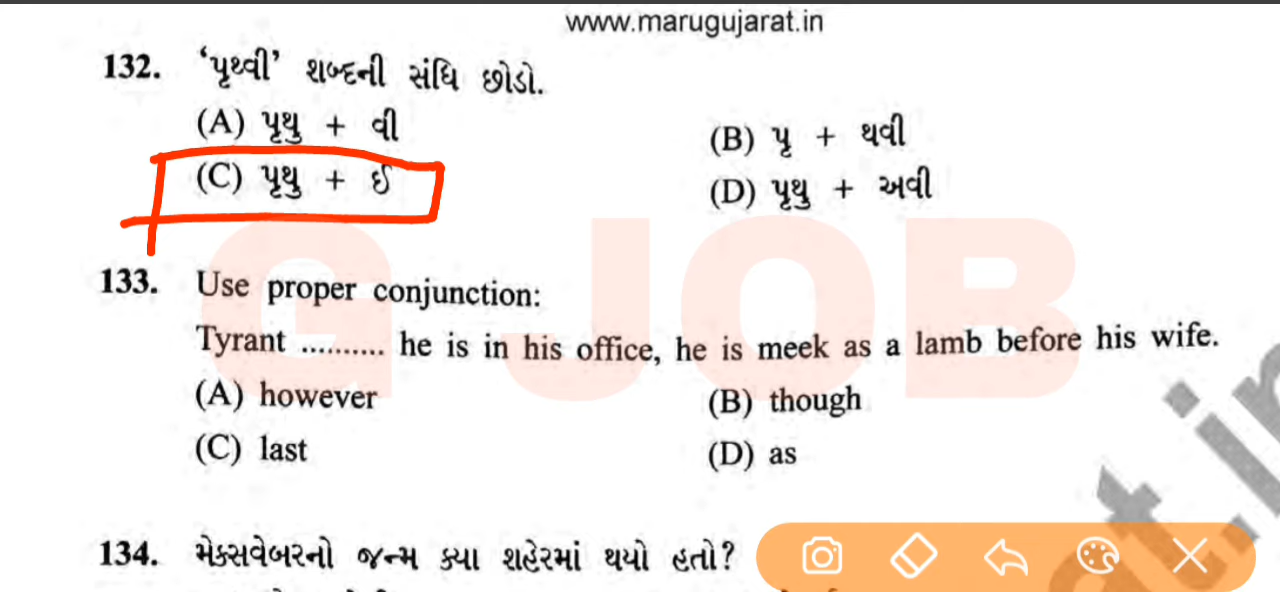 www.marugujarat.in
132. ‘પૃથ્વી’ શબ્દની સંધિ છોડો.
(A) પૃથુ + વી
(B) પૃ + થવી
(C) પૃથુ + ઈ
(D) પૃથુ + અવી
133. Use proper conjunction:
Tyrant .......... he is in his office, he is meek as a lamb before his wife.
(A) however
(B) though
(C) last
(D) as
134. મેક્સવેબરનો જન્મ ક્યા શહેરમાં થયો હતો?
G JOB
t.in